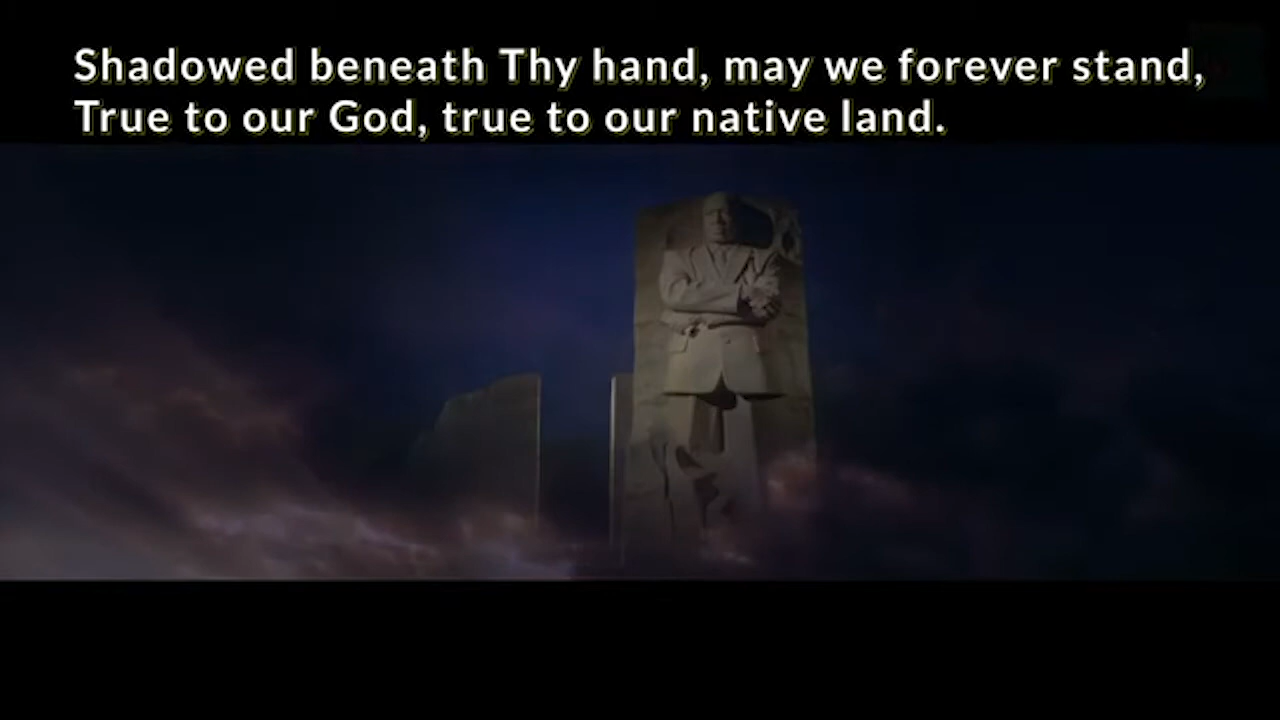 Shadowed beneath Thy hand, may we forever stand,
True to our God, true to our native land.